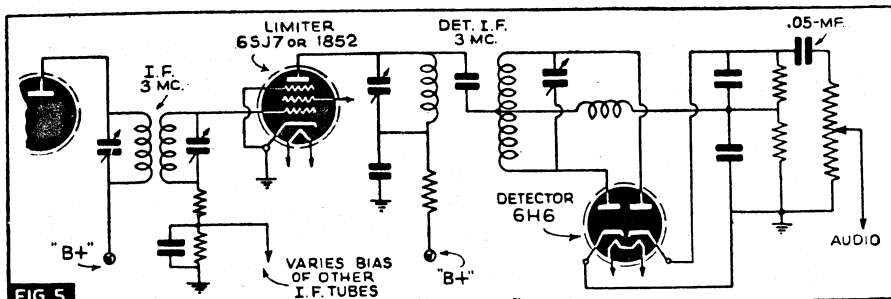 LIMITER
6SJ7 OR 1852
DET. I.F.
3 MC.
.05-MF.
I.F.
3 MC.
DETECTOR
6H6
"B+"
VARIES BIAS
OF OTHER
I.F. TUBES
"B+"
AUDIO
FIG. 5